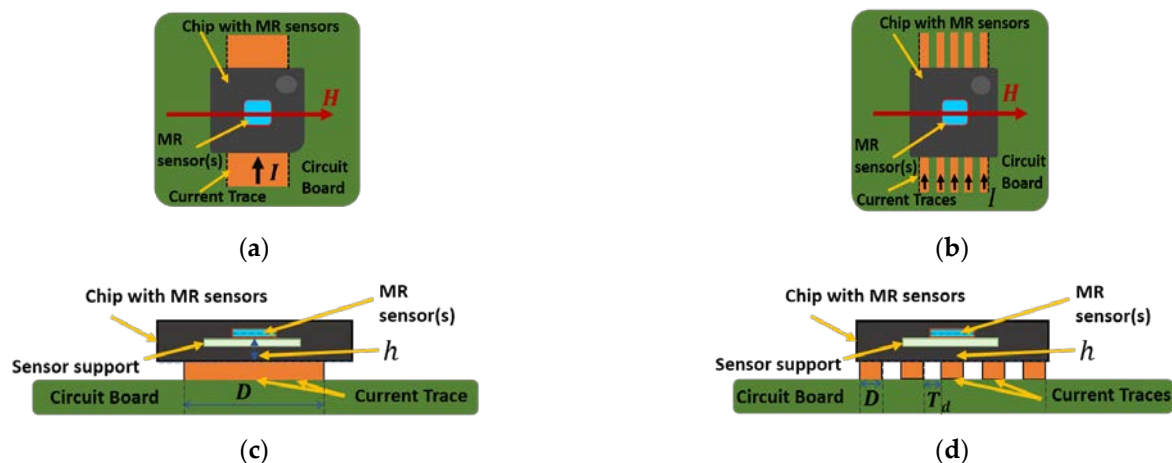 Chip with MR sensors
H
MR
sensor(s)
I
Circuit
Board
Current Trace
(a)
Chip with MR sensors
H
MR
sensor(s)
Circuit
Board
Current Traces
I
(b)
Chip with MR sensors
MR
sensor(s)
h
Sensor support
Circuit Board
D
Current Trace
(c)
Chip with MR sensors
MR
sensor(s)
h
Sensor support
Circuit Board
D
T_d
Current Traces
(d)